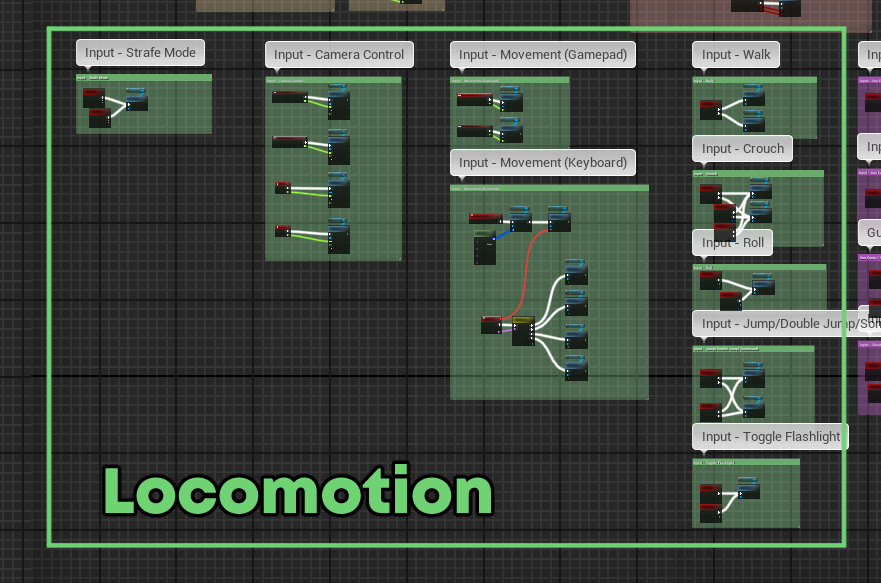 Input - Strafe Mode
Input - Camera Control
Input - Movement (Gamepad)
Input - Walk
Inp
Input - Movement (Keyboard)
Input - Crouch
Inp
Input - Roll
Gu
Input - Jump/Double Jump/So
Input - Toggle Flashlight
Locomotion